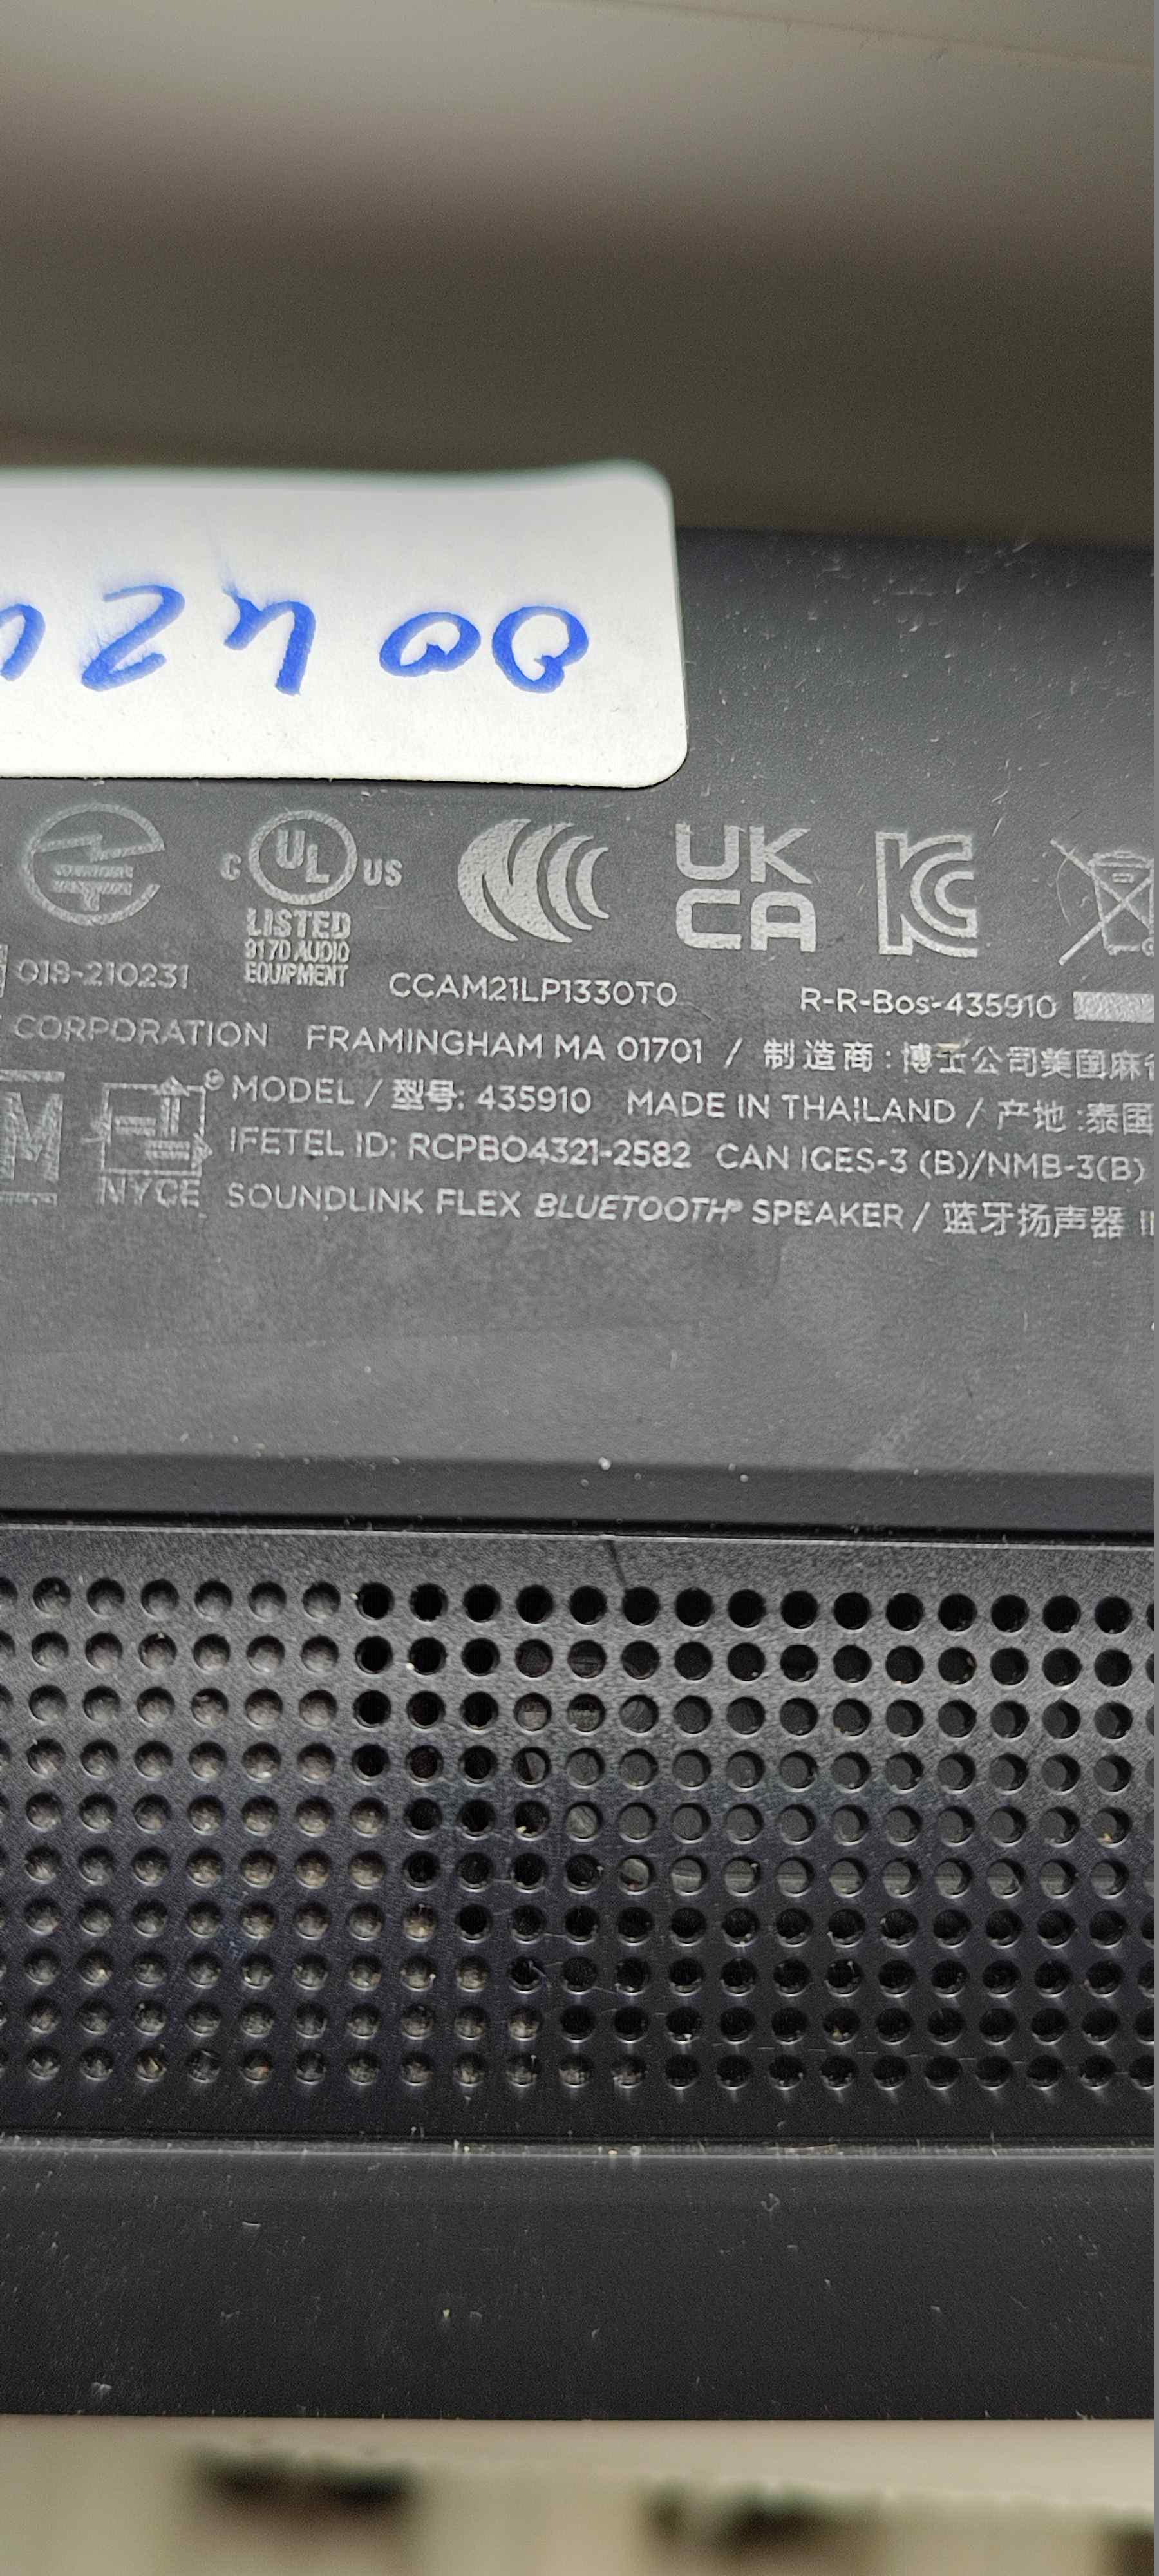 C UL US
LISTED
917D AUDIO
EQUIPMENT
UK
CA
018-210231
CCAM21LP1330T0
R-R-Bos-435910
CORPORATION FRAMINGHAM MA 01701 / 制造商:博士公司美国麻省
MODEL / 型号: 435910 MADE IN THAILAND / 产地:泰国
IFETEL ID: RCPBO4321-2582 CAN ICES-3 (B)/NMB-3(B)
NYCE
SOUNDLINK FLEX BLUETOOTH® SPEAKER / 蓝牙扬声器